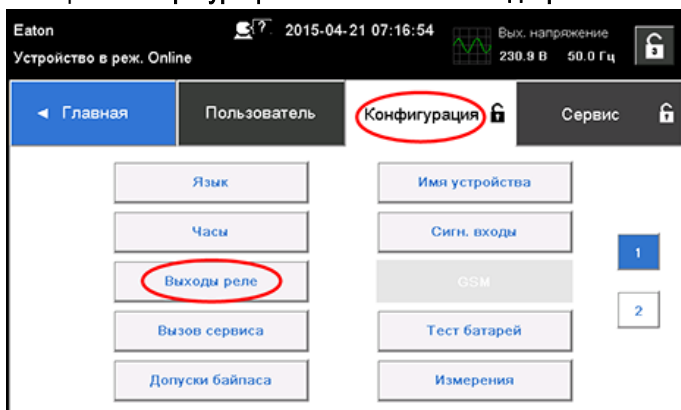 Eaton
? 2015-04-21 07:16:54
Вых. напряжение
Устройство в реж. Online
230.9 В 50.0 Гц
◄ Главная
Пользователь
Конфигурация
Сервис
Язык
Имя устройства
Часы
Сигн. входы
1
Выходы реле
GSM
2
Вызов сервиса
Тест батарей
Допуски байпаса
Измерения